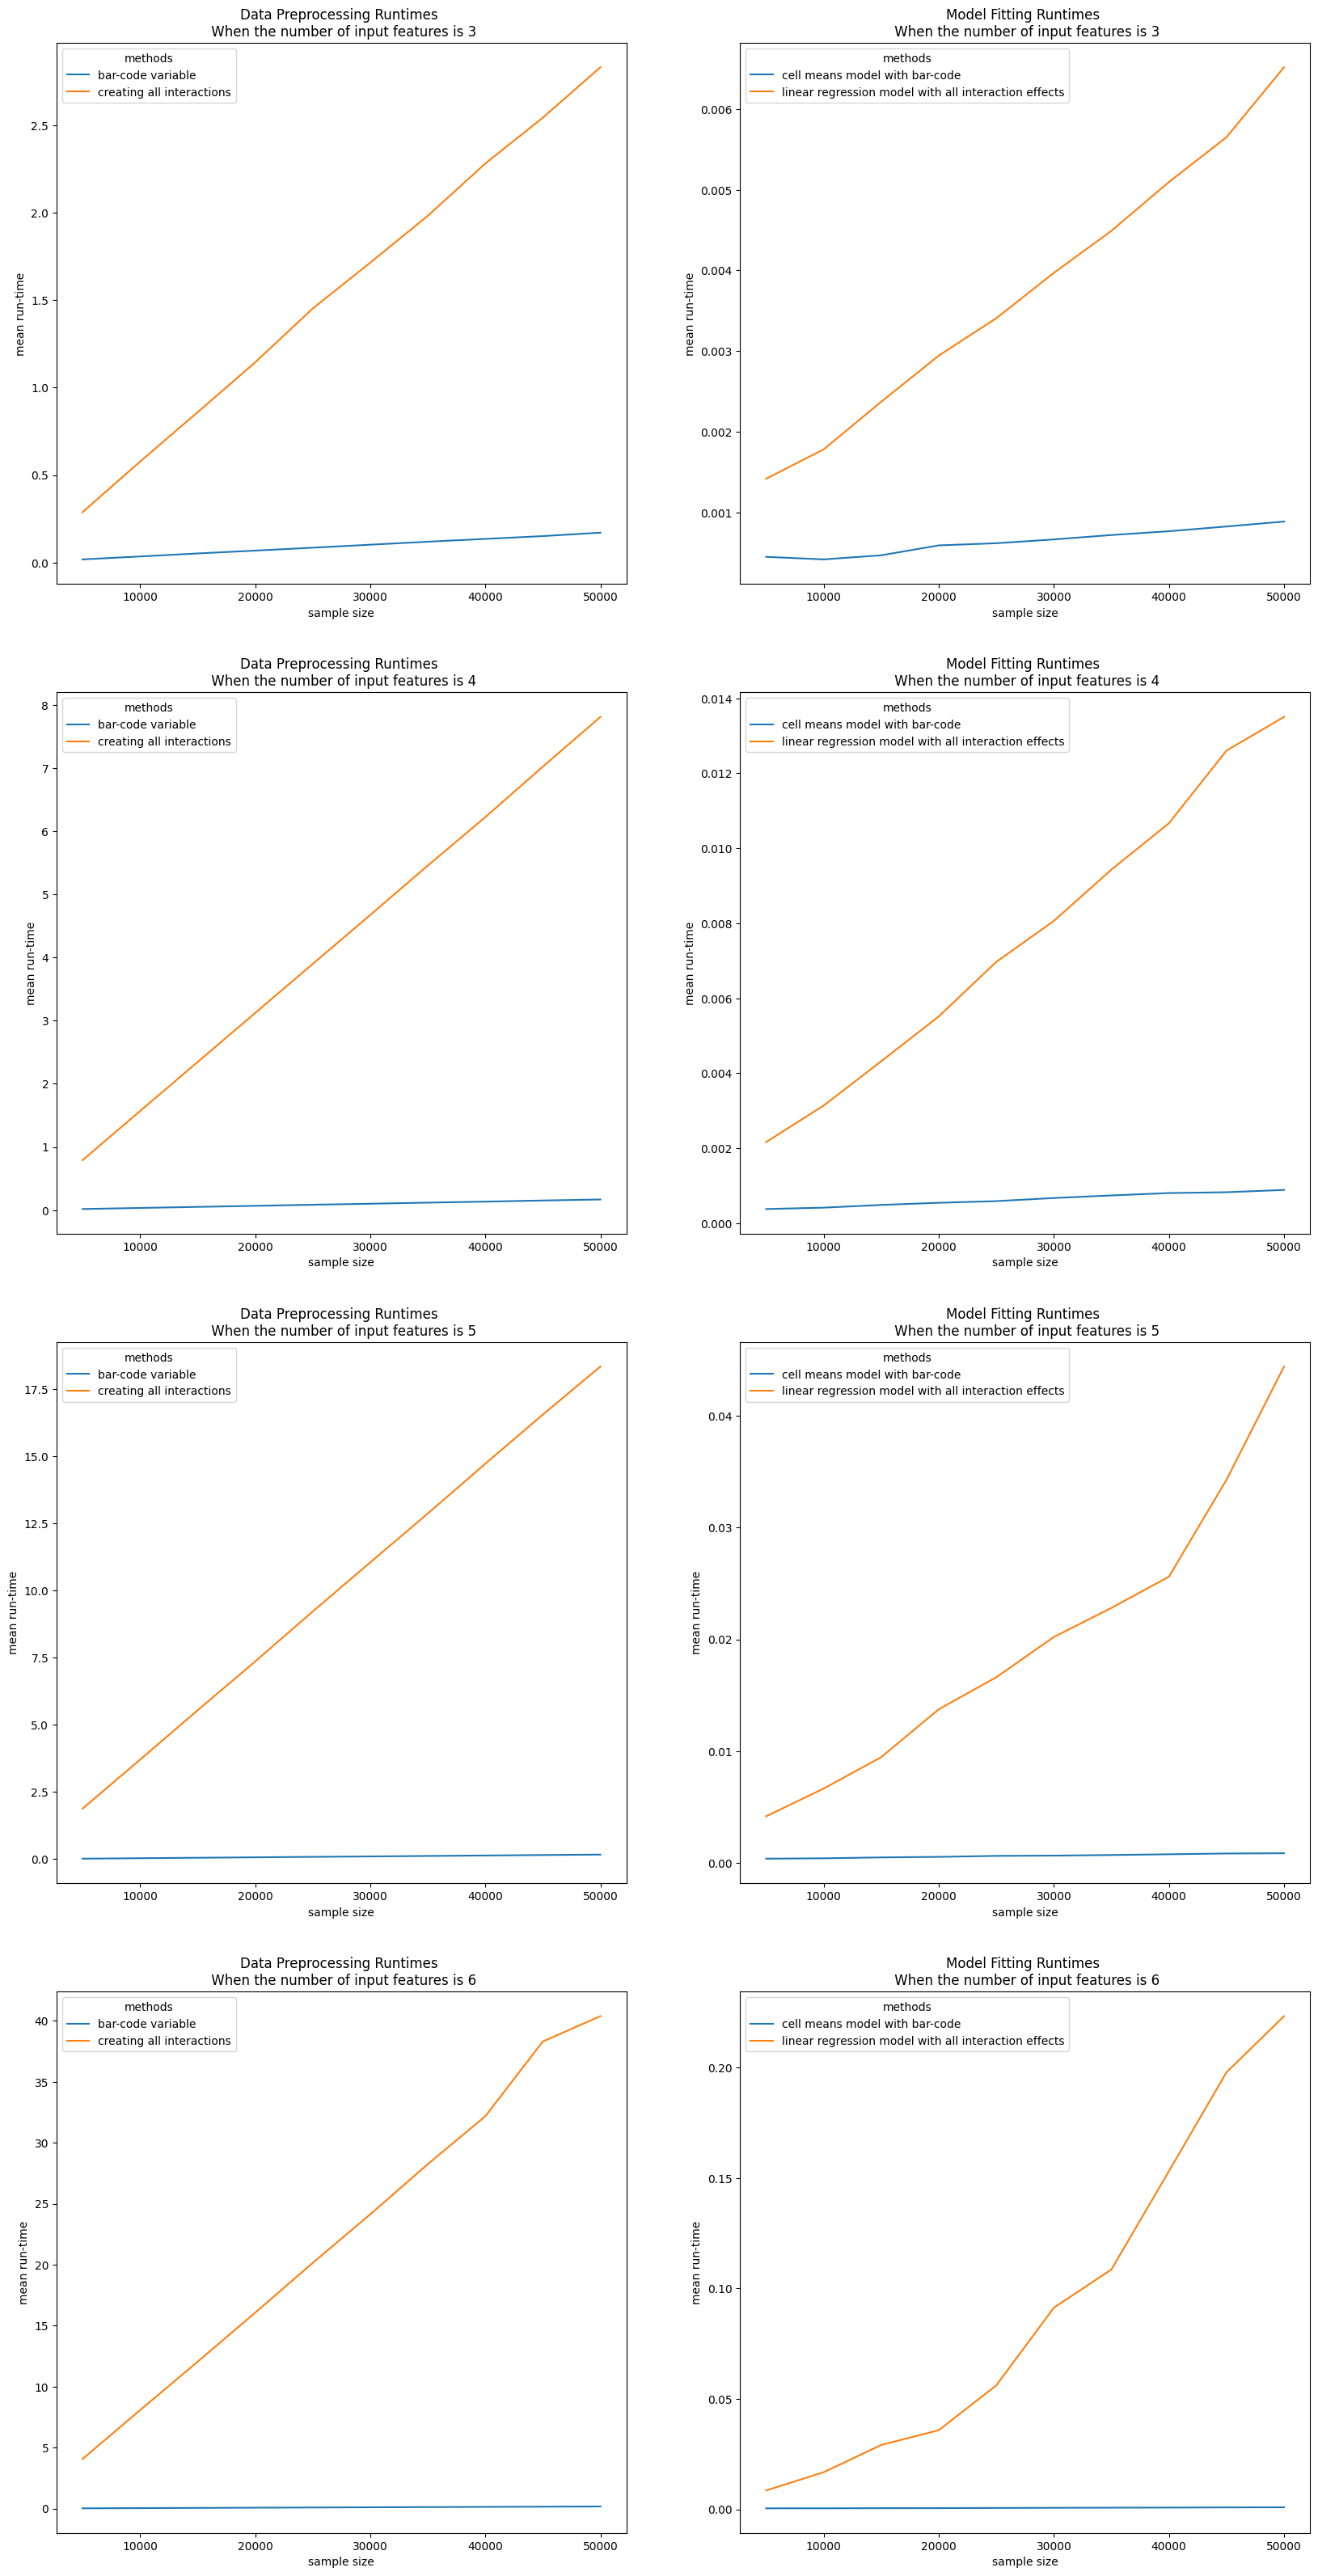 Data Preprocessing Runtimes
When the number of input features is 3
methods
bar-code variable
creating all interactions
2.5
2.0
1.5
1.0
0.5
0.0
mean run-time
10000 20000 30000 40000 50000
sample size
Model Fitting Runtimes
When the number of input features is 3
methods
cell means model with bar-code
linear regression model with all interaction effects
0.006
0.005
0.004
0.003
0.002
0.001
mean run-time
10000 20000 30000 40000 50000
sample size
Data Preprocessing Runtimes
When the number of input features is 4
methods
bar-code variable
creating all interactions
8
7
6
5
4
3
2
1
0
mean run-time
10000 20000 30000 40000 50000
sample size
Model Fitting Runtimes
When the number of input features is 4
methods
cell means model with bar-code
linear regression model with all interaction effects
0.014
0.012
0.010
0.008
0.006
0.004
0.002
0.000
mean run-time
10000 20000 30000 40000 50000
sample size
Data Preprocessing Runtimes
When the number of input features is 5
methods
bar-code variable
creating all interactions
17.5
15.0
12.5
10.0
7.5
5.0
2.5
0.0
mean run-time
10000 20000 30000 40000 50000
sample size
Model Fitting Runtimes
When the number of input features is 5
methods
cell means model with bar-code
linear regression model with all interaction effects
0.04
0.03
0.02
0.01
0.00
mean run-time
10000 20000 30000 40000 50000
sample size
Data Preprocessing Runtimes
When the number of input features is 6
methods
bar-code variable
creating all interactions
40
35
30
25
20
15
10
5
0
mean run-time
10000 20000 30000 40000 50000
sample size
Model Fitting Runtimes
When the number of input features is 6
methods
cell means model with bar-code
linear regression model with all interaction effects
0.20
0.15
0.10
0.05
0.00
mean run-time
10000 20000 30000 40000 50000
sample size